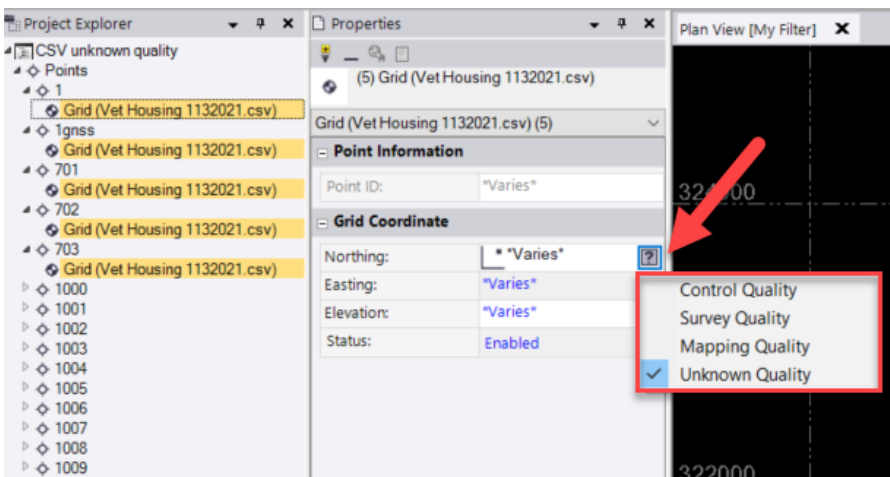 Project Explorer
CSV unknown quality
Points
1
Grid (Vet Housing 1132021.csv)
1gnss
Grid (Vet Housing 1132021.csv)
701
Grid (Vet Housing 1132021.csv)
702
Grid (Vet Housing 1132021.csv)
703
Grid (Vet Housing 1132021.csv)
1000
1001
1002
1003
1004
1005
1006
1007
1008
1009
Properties
(5) Grid (Vet Housing 1132021.csv)
Grid (Vet Housing 1132021.csv) (5)
Point Information
Point ID: "Varies"
Grid Coordinate
Northing: * "Varies" ?
Easting: "Varies"
Elevation: "Varies"
Status: Enabled
Plan View [My Filter]
Control Quality
Survey Quality
Mapping Quality
Unknown Quality
322000